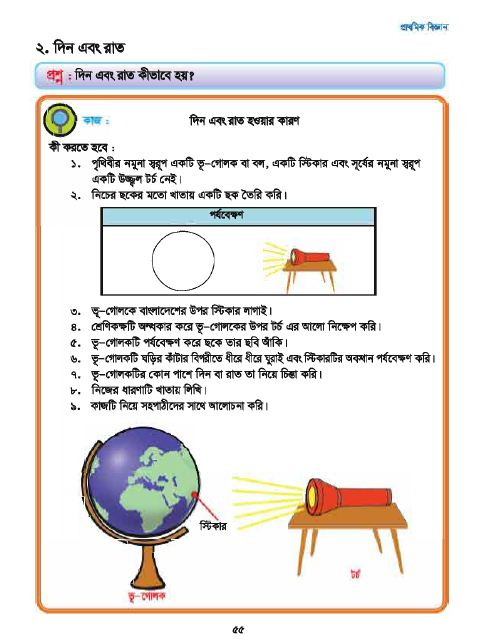 প্রাথমিক বিজ্ঞান
২. দিন এবং রাত
প্রশ্ন : দিন এবং রাত কীভাবে হয়?
কাজ : দিন এবং রাত হওয়ার কারণ
কী করতে হবে :
১. পৃথিবীর নমুনা স্বরূপ একটি ভূ-গোলক বা বল, একটি স্টিকার এবং সূর্যের নমুনা স্বরূপ
একটি উজ্জ্বল টর্চ নেই।
২. নিচের ছকের মতো খাতায় একটি ছক তৈরি করি।
পর্যবেক্ষণ
৩. ভূ-গোলকে বাংলাদেশের উপর স্টিকার লাগাই।
৪. শ্রেণিকক্ষটি অন্ধকার করে ভূ-গোলকের উপর টর্চ এর আলো নিক্ষেপ করি।
৫. ভূ-গোলকটি পর্যবেক্ষণ করে ছকে তার ছবি আঁকি।
৬. ভূ-গোলকটি ঘড়ির কাঁটার বিপরীতে ধীরে ধীরে ঘুরাই এবং স্টিকারটির অবস্থান পর্যবেক্ষণ করি।
৭. ভূ-গোলকটির কোন পাশে দিন বা রাত তা নিয়ে চিন্তা করি।
৮. নিজের ধারণাটি খাতায় লিখি।
৯. কাজটি নিয়ে সহপাঠীদের সাথে আলোচনা করি।
স্টিকার
টর্চ
ভূ-গোলক
৫৫